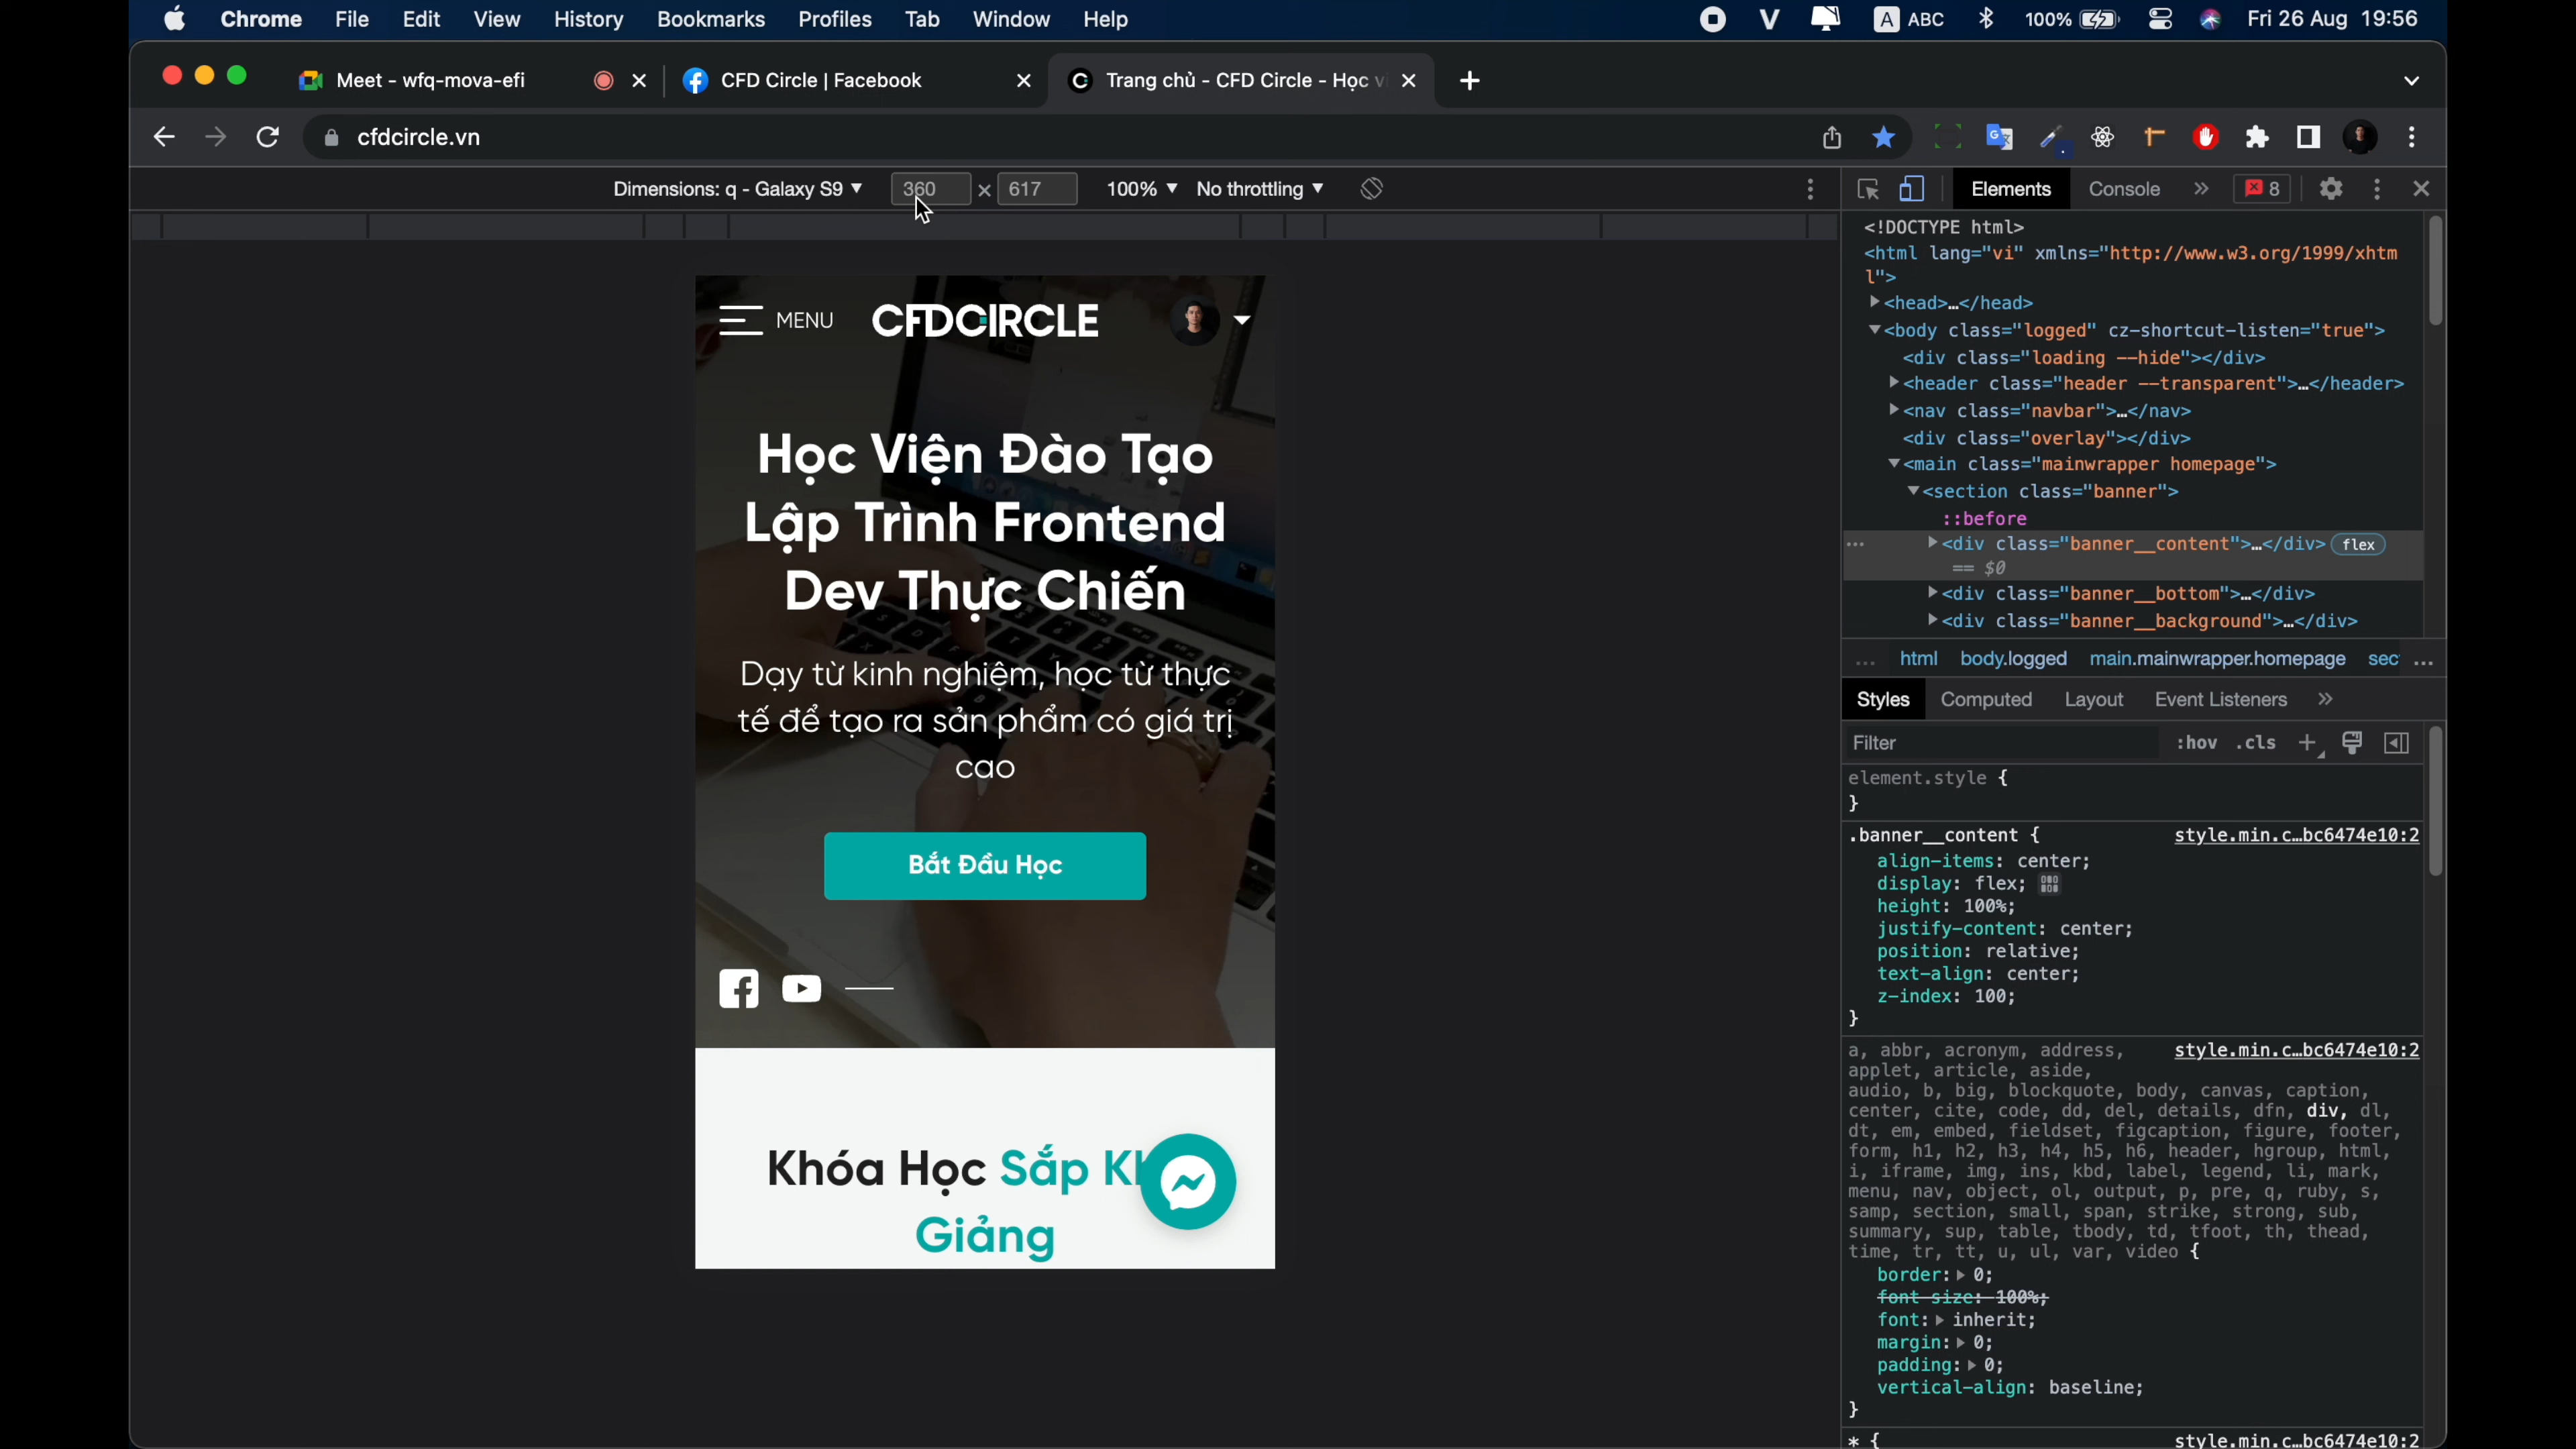 Chrome File Edit View History Bookmarks Profiles Tab Window Help
A ABC 100% Fri 26 Aug 19:56
Meet - wfq-mova-efi
CFD Circle | Facebook
Trang chủ - CFD Circle - Học vi
cfdcircle.vn
Dimensions: q - Galaxy S9 ▼ 360 × 617 100% ▼ No throttling ▼
Elements Console » 8
MENU CFDCIRCLE
Học Viện Đào Tạo
Lập Trình Frontend
Dev Thực Chiến
Dạy từ kinh nghiệm, học từ thực
tế để tạo ra sản phẩm có giá trị
cao
Bắt Đầu Học
Khóa Học Sắp Kh
Giảng
<!DOCTYPE html>
<html lang="vi" xmlns="http://www.w3.org/1999/xhtm
l">
<head>…</head>
<body class="logged" cz-shortcut-listen="true">
<div class="loading --hide"></div>
<header class="header --transparent">…</header>
<nav class="navbar">…</nav>
<div class="overlay"></div>
<main class="mainwrapper homepage">
<section class="banner">
::before
<div class="banner__content">…</div> flex
== $0
<div class="banner__bottom">…</div>
<div class="banner__background">…</div>
… html body.logged main.mainwrapper.homepage sec …
Styles Computed Layout Event Listeners »
Filter :hov .cls +
element.style {
}
.banner__content { style.min.c…bc6474e10:2
align-items: center;
display: flex;
height: 100%;
justify-content: center;
position: relative;
text-align: center;
z-index: 100;
}
a, abbr, acronym, address, style.min.c…bc6474e10:2
applet, article, aside,
audio, b, big, blockquote, body, canvas, caption,
center, cite, code, dd, del, details, dfn, div, dl,
dt, em, embed, fieldset, figcaption, figure, footer,
form, h1, h2, h3, h4, h5, h6, header, hgroup, html,
i, iframe, img, ins, kbd, label, legend, li, mark,
menu, nav, object, ol, output, p, pre, q, ruby, s,
samp, section, small, span, strike, strong, sub,
summary, sup, table, tbody, td, tfoot, th, thead,
time, tr, tt, u, ul, var, video {
border: 0;
font-size: 100%;
font: inherit;
margin: 0;
padding: 0;
vertical-align: baseline;
}
* { style.min.c…bc6474e10:2